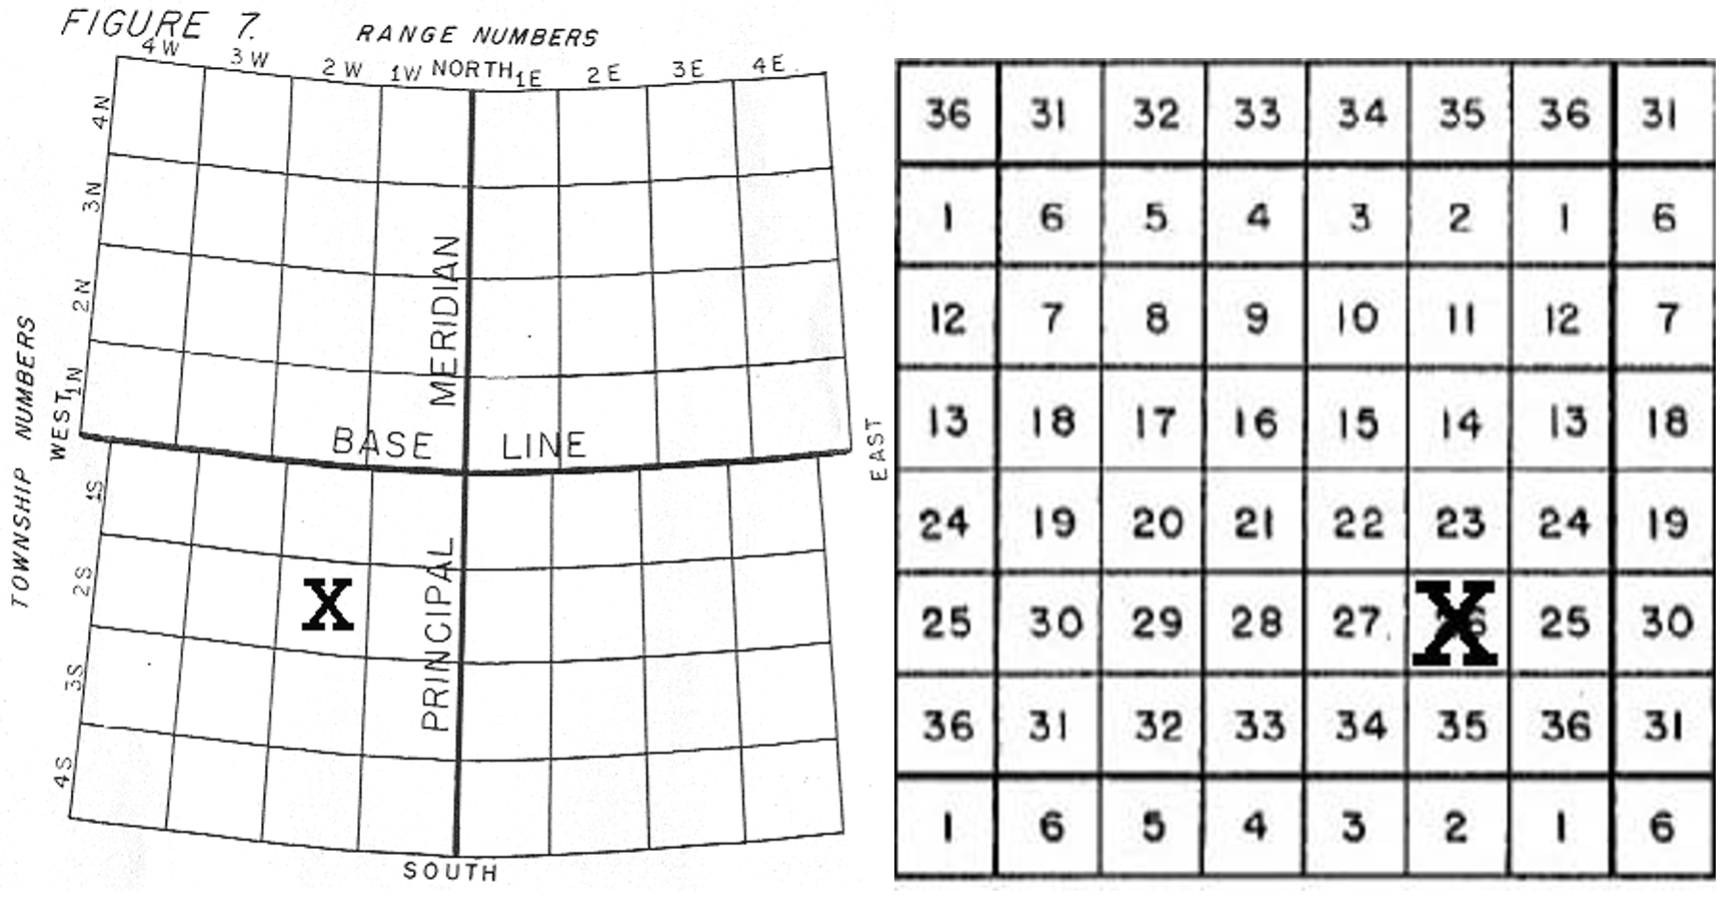 FIGURE 7.
RANGE NUMBERS
4W 3W 2W 1W NORTH 1E 2E 3E 4E.
4N
3N
2N
1N
WEST
TOWNSHIP NUMBERS
MERIDIAN
BASE LINE
EAST
1S
2S
X
PRINCIPAL
3S
4S
SOUTH
36 31 32 33 34 35 36 31
1 6 5 4 3 2 1 6
12 7 8 9 10 11 12 7
13 18 17 16 15 14 13 18
24 19 20 21 22 23 24 19
25 30 29 28 27 X 25 30
36 31 32 33 34 35 36 31
1 6 5 4 3 2 1 6